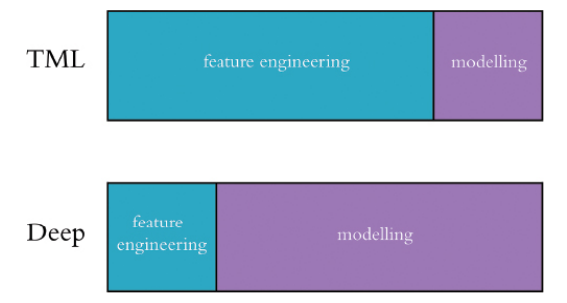 TML
feature engineering
modelling
Deep
feature
engineering
modelling